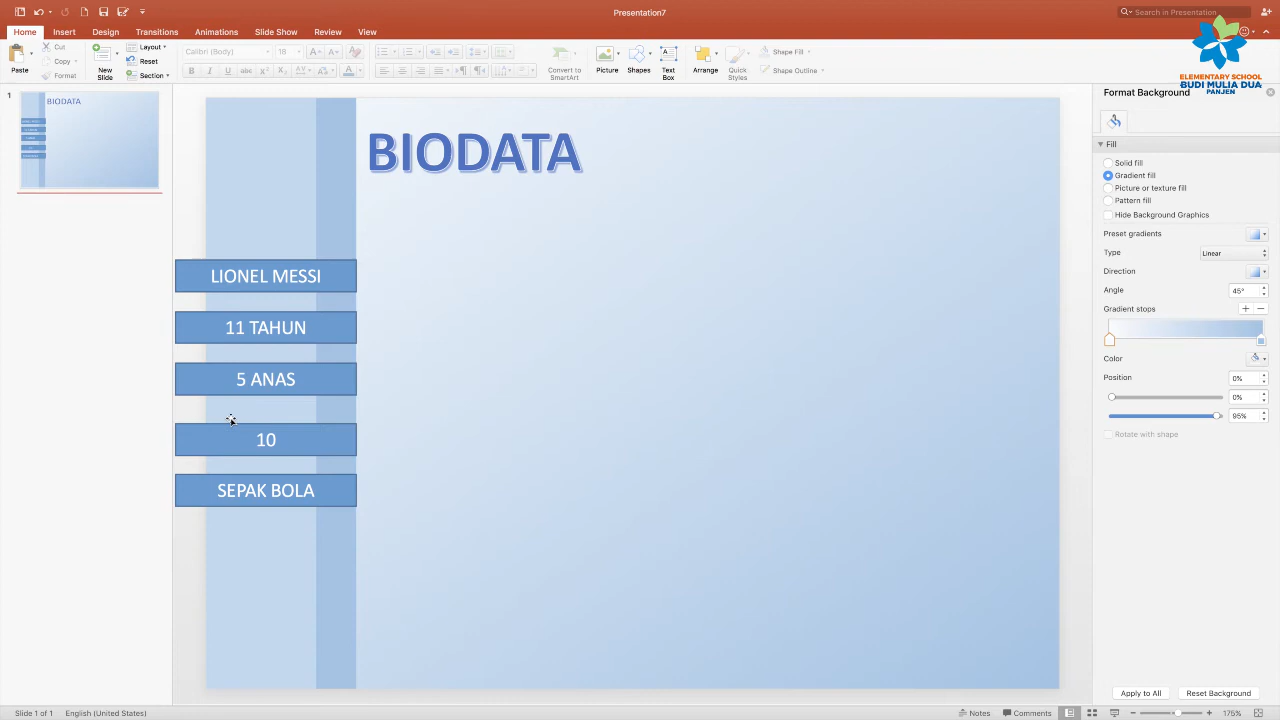 Presentation7
Search in Presentation
Home
Insert
Design
Transitions
Animations
Slide Show
Review
View
Paste
Cut
Copy
Format
New Slide
Layout
Reset
Section
Calibri (Body)
18
Convert to SmartArt
Picture
Shapes
Text Box
Arrange
Quick Styles
Shape Fill
Shape Outline
ELEMENTARY SCHOOL
BUDI MULIA DUA
PANJEN
1
BIODATA
BIODATA
LIONEL MESSI
11 TAHUN
5 ANAS
10
SEPAK BOLA
Format Background
Fill
Solid fill
Gradient fill
Picture or texture fill
Pattern fill
Hide Background Graphics
Preset gradients
Type
Linear
Direction
Angle
45°
Gradient stops
Color
Position
0%
0%
95%
Rotate with shape
Apply to All
Reset Background
Slide 1 of 1
English (United States)
Notes
Comments
175%